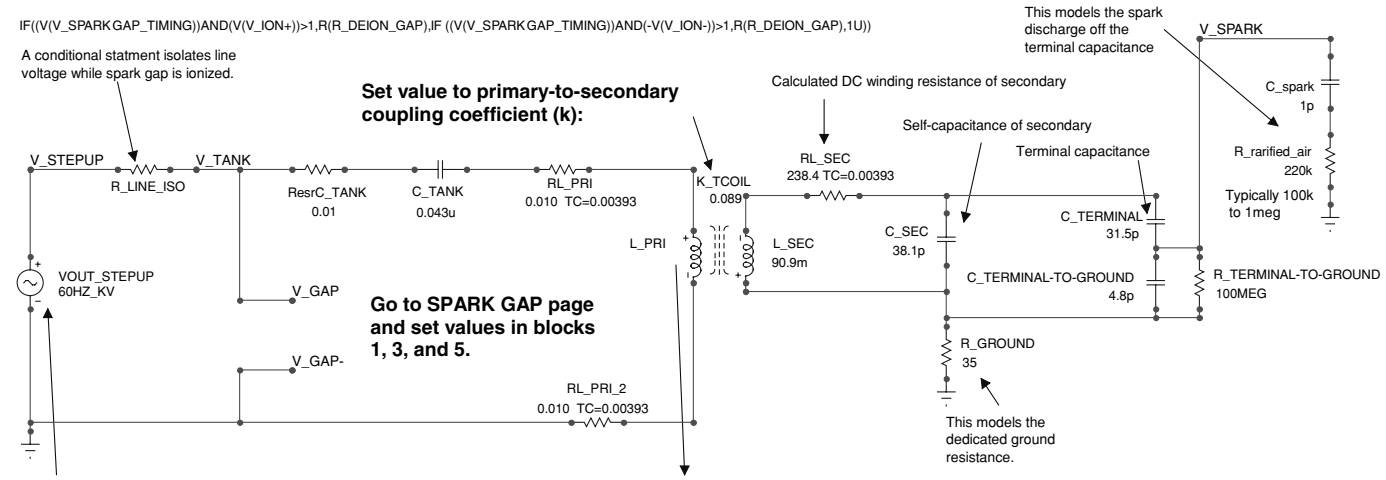 IF((V(V_SPARKGAP_TIMING))AND(V(V_ION+))>1,R(R_DEION_GAP),IF ((V(V_SPARKGAP_TIMING))AND(-V(V_ION-))>1,R(R_DEION_GAP),1U))
A conditional statment isolates line
voltage while spark gap is ionized.
Set value to primary-to-secondary
coupling coefficient (k):
Calculated DC winding resistance of secondary
Self-capacitance of secondary
Terminal capacitance
This models the spark
discharge off the
terminal capacitance
V_SPARK
C_spark
1p
R_rarified_air
220k
Typically 100k
to 1meg
V_STEPUP
R_LINE_ISO
V_TANK
ResrC_TANK
0.01
C_TANK
0.043u
RL_PRI
0.010 TC=0.00393
K_TCOIL
0.089
RL_SEC
238.4 TC=0.00393
L_PRI
+
-
-
+
L_SEC
90.9m
C_SEC
38.1p
C_TERMINAL
31.5p
C_TERMINAL-TO-GROUND
4.8p
R_TERMINAL-TO-GROUND
100MEG
+
VOUT_STEPUP
60HZ_KV
−
V_GAP
V_GAP-
Go to SPARK GAP page
and set values in blocks
1, 3, and 5.
RL_PRI_2
0.010 TC=0.00393
R_GROUND
35
This models the
dedicated ground
resistance.